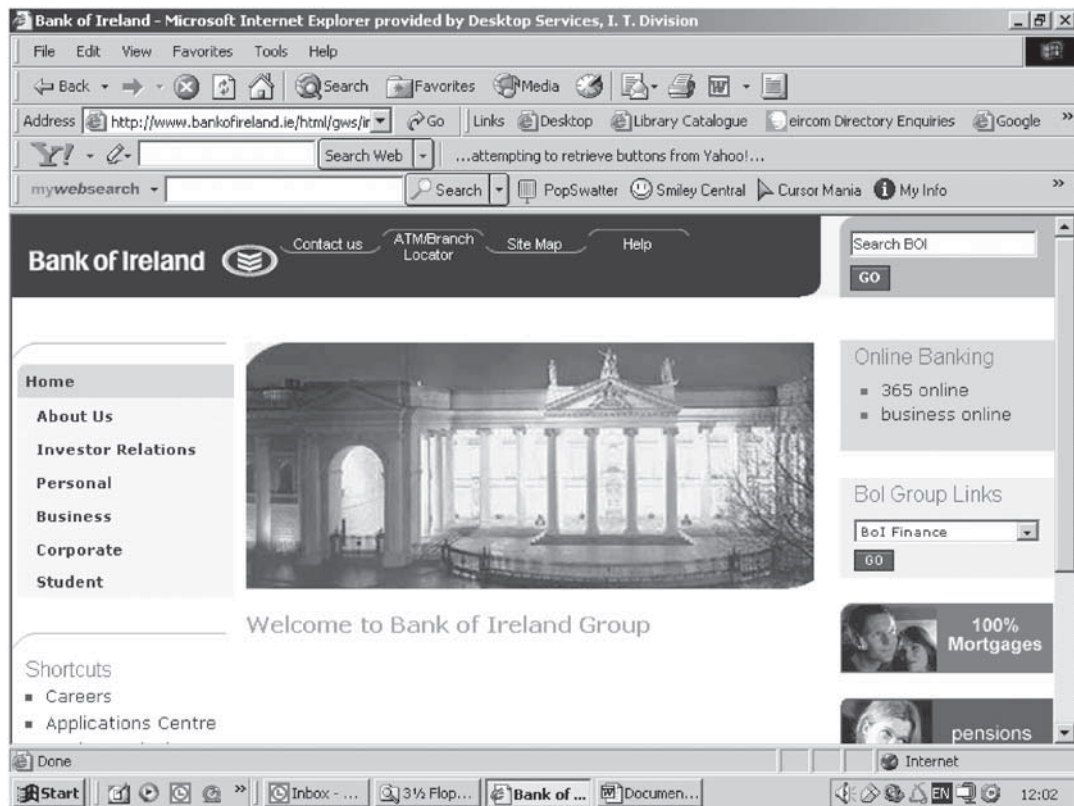 Bank of Ireland - Microsoft Internet Explorer provided by Desktop Services, I. T. Division
File Edit View Favorites Tools Help
Back Search Favorites Media
Address http://www.bankofireland.ie/html/gws/ir Go Links Desktop Library Catalogue eircom Directory Enquiries Google »
Y! Search Web ...attempting to retrieve buttons from Yahoo!...
mywebsearch Search PopSwatter Smiley Central Cursor Mania My Info »
Bank of Ireland
Contact us
ATM/Branch
Locator
Site Map
Help
Search BOI
GO
Home
About Us
Investor Relations
Personal
Business
Corporate
Student
Shortcuts
Careers
Applications Centre
Welcome to Bank of Ireland Group
Online Banking
365 online
business online
BoI Group Links
BoI Finance
GO
100%
Mortgages
pensions
Done Internet
Start » Inbox - ... 3½ Flop... Bank of ... Documen... EN 12:02